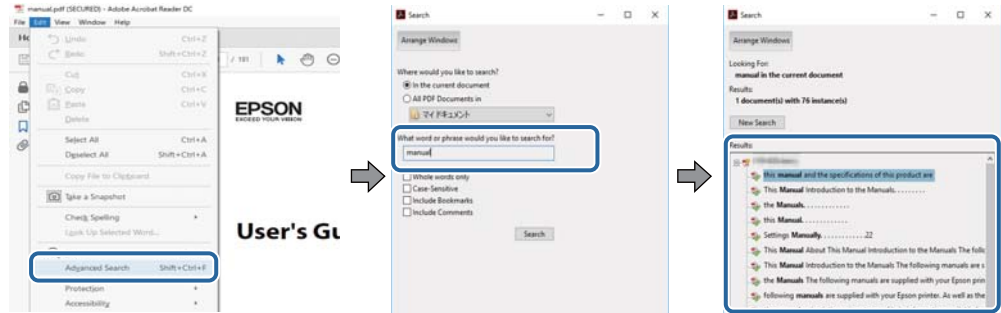 manual.pdf (SECURED) - Adobe Acrobat Reader DC
File Edit View Window Help
Undo Ctrl+Z
Redo Shift+Ctrl+Z
Cut Ctrl+X
Copy Ctrl+C
Paste Ctrl+V
Delete
Select All Ctrl+A
Deselect All Shift+Ctrl+A
Copy File to Clipboard
Take a Snapshot
Check Spelling
Look Up Selected Word...
Advanced Search Shift+Ctrl+F
Protection
Accessibility
/ 181
EPSON
EXCEED YOUR VISION
User's Gu
Search
Arrange Windows
Where would you like to search?
In the current document
All PDF Documents in
マイ ドキュメント
What word or phrase would you like to search for?
manual
Whole words only
Case-Sensitive
Include Bookmarks
Include Comments
Search
Search
Arrange Windows
Looking For:
manual in the current document
Results:
1 document(s) with 76 instance(s)
New Search
Results:
this manual and the specifications of this product are
This Manual Introduction to the Manuals. . . . . . . . .
the Manuals. . . . . . . . . . . .
this Manual. . . . . . . . . . . .
Settings Manually. . . . . . . . . . . .22
This Manual About This Manual Introduction to the Manuals The follo
This Manual Introduction to the Manuals The following manuals are s
the Manuals The following manuals are supplied with your Epson prin
following manuals are supplied with your Epson printer. As well as the